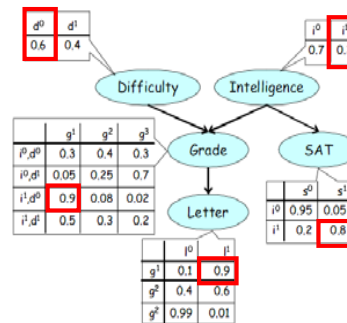 d⁰ d¹
0.6 0.4
i⁰ i¹
0.7 0.
Difficulty Intelligence
g¹ g² g³
i⁰,d⁰ 0.3 0.4 0.3
i⁰,d¹ 0.05 0.25 0.7
i¹,d⁰ 0.9 0.08 0.02
i¹,d¹ 0.5 0.3 0.2
Grade SAT
Letter
s⁰ s¹
i⁰ 0.95 0.05
i¹ 0.2 0.8
l⁰ l¹
g¹ 0.1 0.9
g² 0.4 0.6
g² 0.99 0.01